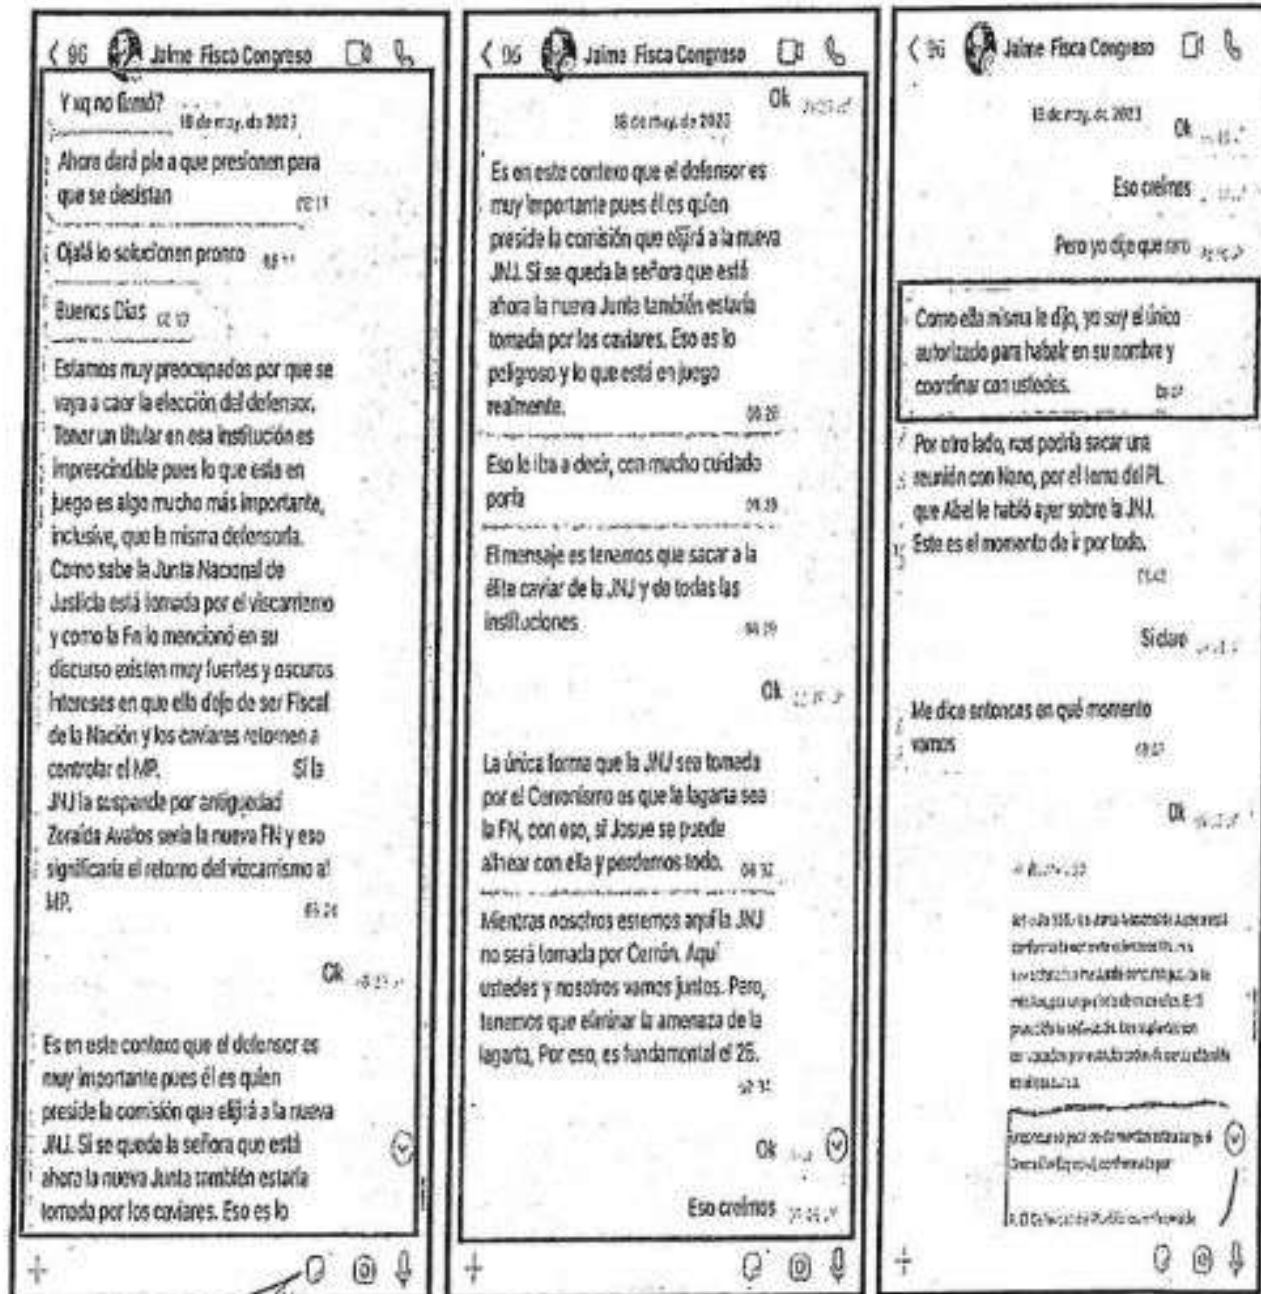 < 96 Jaime Fisca Congreso
Y xq no firmó?
18 de may. de 2023
Ahora dará pie a que presionen para
que se desistan
Ojalá lo solucionen pronro
Buenos Dias
Estamos muy preocupados por que se
vaya a caer la elección del defensor.
Tener un titular en esa institución es
imprescindible pues lo que esta en
juego es algo mucho más importante,
inclusive, que la misma defensoría.
Como sabe la Junta Nacional de
Justicia está tomada por el viscarrismo
y como la Fn lo mencionó en su
discurso existen muy fuertes y oscuros
intereses en que ella deje de ser Fiscal
de la Nación y los caviares retornen a
controlar el MP. Si la
JNJ la suspende por antiguedad
Zoraida Avalos seria la nueva FN y eso
significaría el retorno del vizcarrismo al
MP.
Ok
Es en este contexo que el defensor es
muy importante pues él es quien
preside la comisión que elijirá a la nueva
JNJ. Si se queda la señora que está
ahora la nueva Junta también estaría
tomada por los caviares. Eso es lo
< 96 Jaime Fisca Congreso
Ok
18 de may. de 2023
Es en este contexo que el defensor es
muy importante pues él es quien
preside la comisión que elijirá a la nueva
JNJ. Si se queda la señora que está
ahora la nueva Junta también estaría
tomada por los caviares. Eso es lo
peligroso y lo que está en juego
realmente.
Eso le iba a decir, con mucho cuidado
porfa
El mensaje es tenemos que sacar a la
élite caviar de la JNJ y de todas las
instituciones
Ok
La única forma que la JNJ sea tomada
por el Cerronismo es que la lagarta sea
la FN, con eso, si Josue se puede
alinear con ella y perdemos todo.
Mientras nosotros estemos aquí la JNJ
no será tomada por Cerrón. Aquí
ustedes y nosotros vamos juntos. Pero,
tenemos que eliminar la amenaza de la
lagarta, Por eso, es fundamental el 26.
Ok
Eso creímos
< 96 Jaime Fisca Congreso
18 de may. de 2023
Ok
Eso creímos
Pero yo dije que raro
Como ella misma le dijo, yo soy el único
autorizado para habalr en su nombre y
coordinar con ustedes.
Por otro lado, nos podría sacar una
reunión con Nano, por el tema del PL
que Abel le habló ayer sobre la JNJ.
Este es el momento de ir por todo.
Si claro
Me dice entonces en qué momento
vamos
Ok